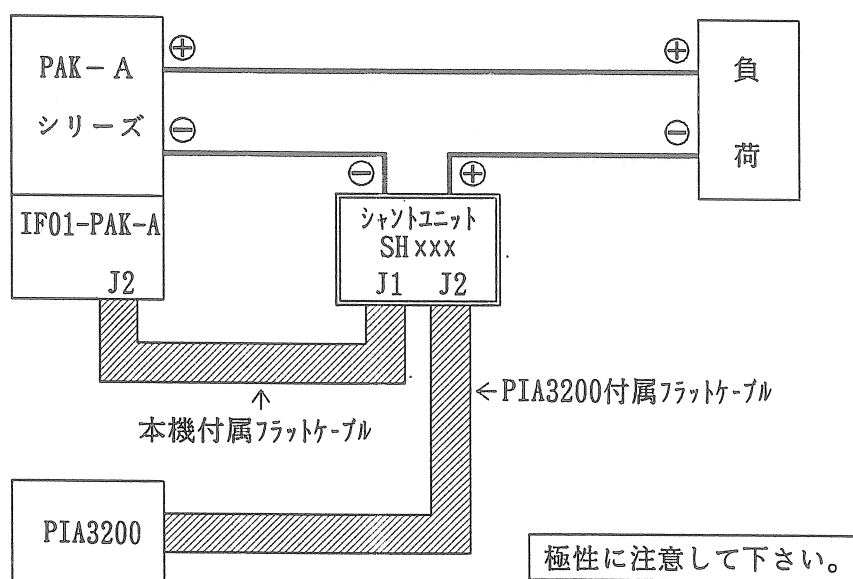 ⊕
⊕
PAK-A
シリーズ
負
荷
⊖
⊖
⊖
⊕
IF01-PAK-A
J2
シャントユニット
SH×××
J1 J2
←PIA3200付属フラットケーブル
↑
本機付属フラットケーブル
PIA3200
極性に注意して下さい。